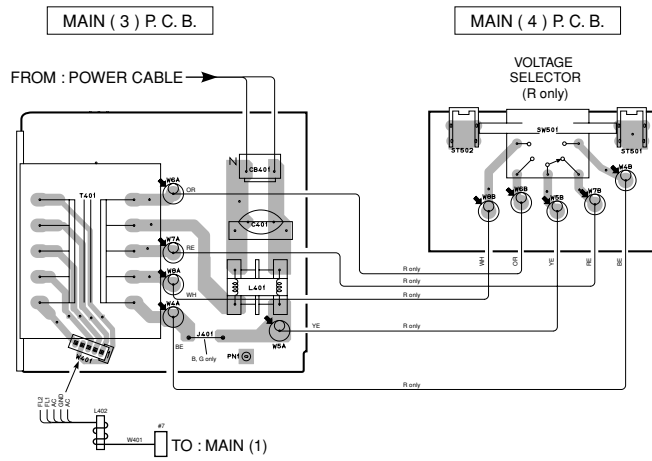 MAIN ( 3 ) P. C. B.
MAIN ( 4 ) P. C. B.
FROM : POWER CABLE
VOLTAGE
SELECTOR
(R only)
SW501
ST502
ST501
N
CB401
W6A
OR
T401
C401
W7A
RE
W8A
WH
L401
W4A
BE
J401
B, G only
W5A
YE
PN1
W401
W4B
W8B
W6B
W5B
W7B
WH
OR
YE
RE
BE
R only
R only
R only
R only
R only
FL2
FL1
AC
GND
AC
L402
W401
#7
TO : MAIN (1)